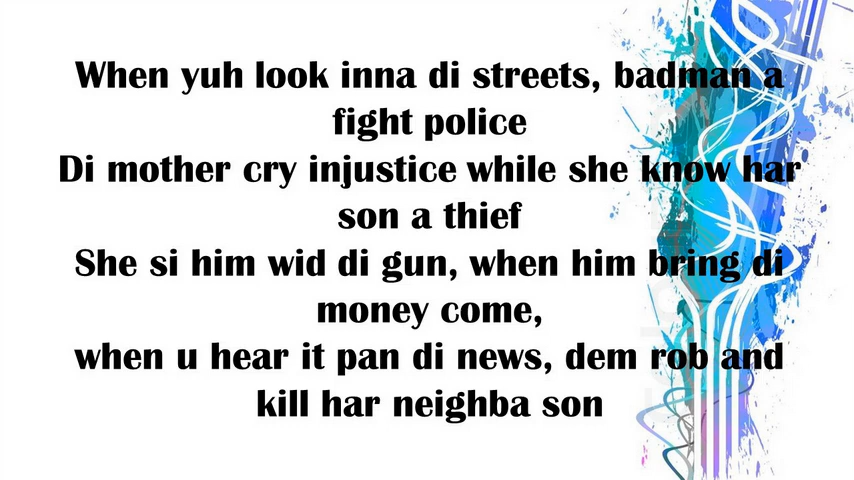 When yuh look inna di streets, badman a
fight police
Di mother cry injustice while she know har
son a thief
She si him wid di gun, when him bring di
money come,
when u hear it pan di news, dem rob and
kill har neighba son